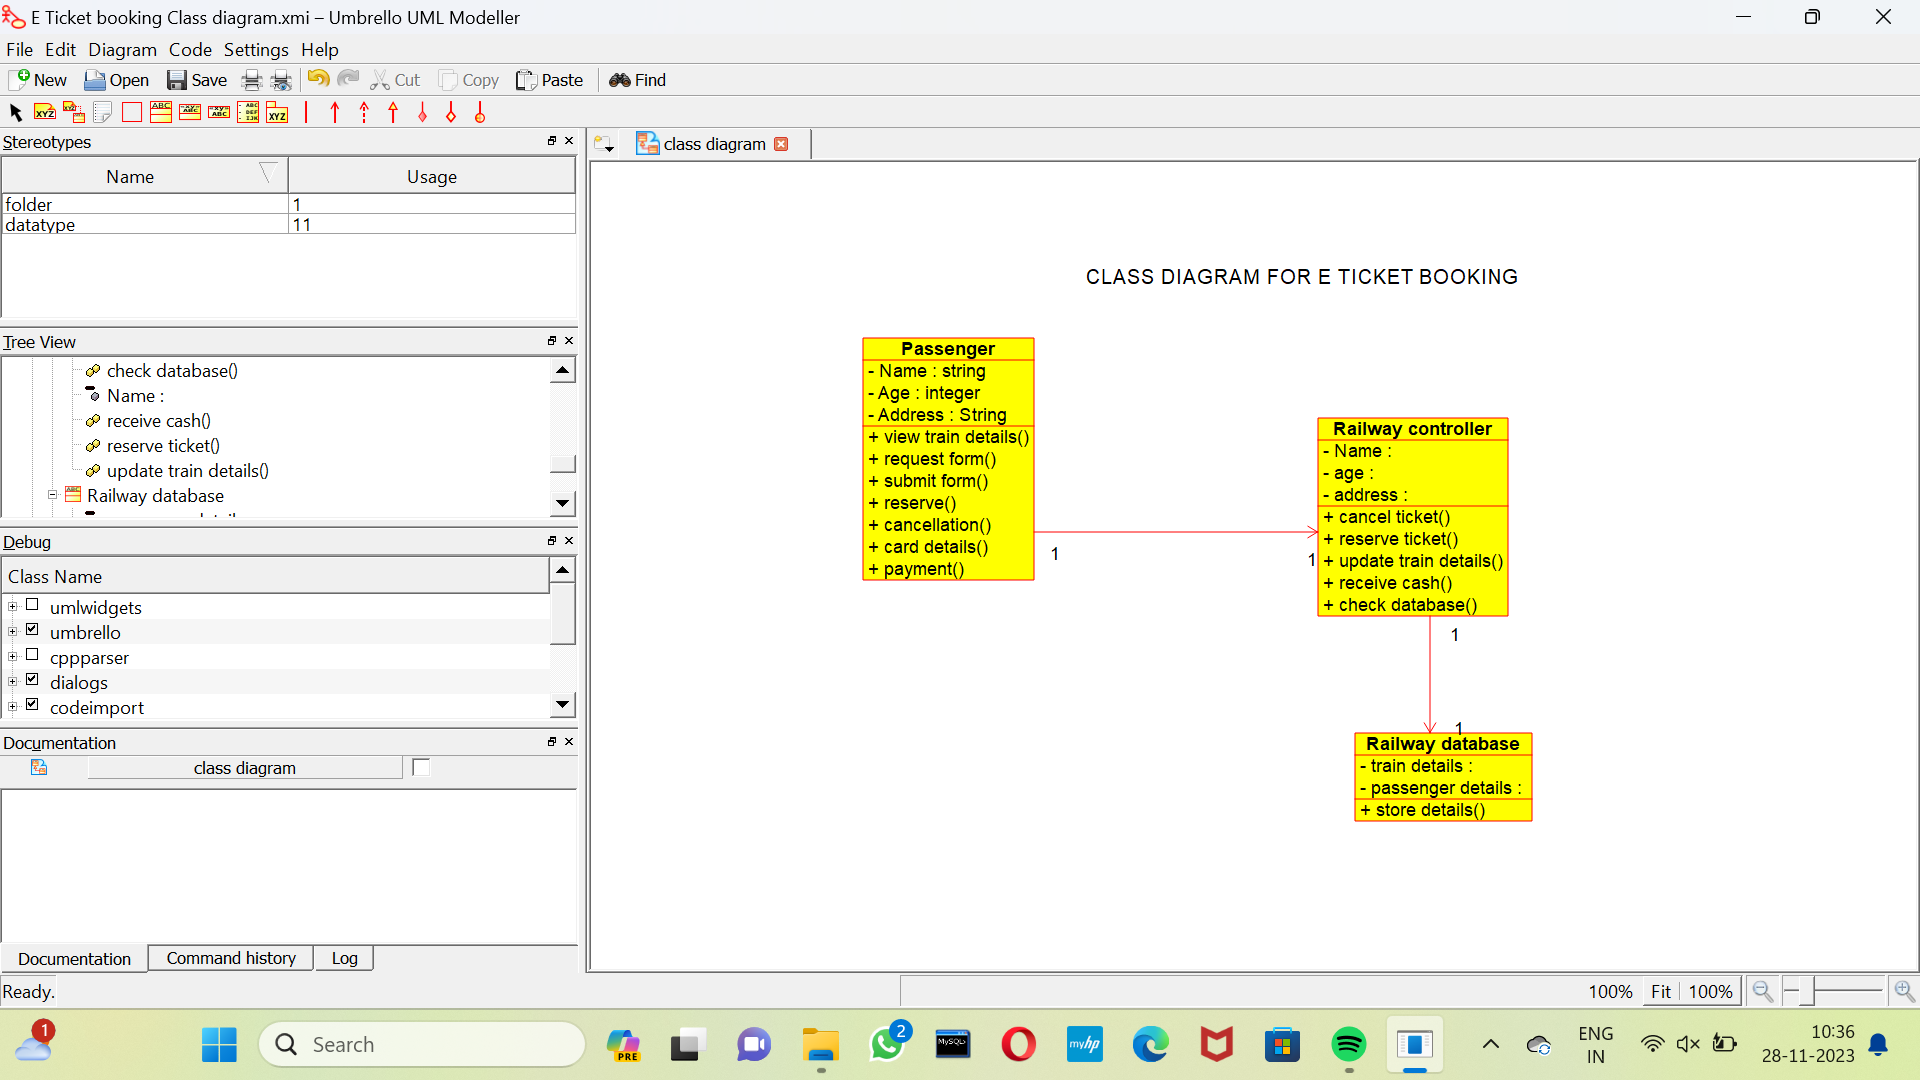 E Ticket booking Class diagram.xmi – Umbrello UML Modeller
File Edit Diagram Code Settings Help
New Open Save Cut Copy Paste Find
Stereotypes
Name Usage
folder 1
datatype 11
Tree View
check database()
Name :
receive cash()
reserve ticket()
update train details()
Railway database
Debug
Class Name
umlwidgets
umbrello
cppparser
dialogs
codeimport
Documentation
class diagram
Documentation Command history Log
Ready.
class diagram
CLASS DIAGRAM FOR E TICKET BOOKING
Passenger
- Name : string
- Age : integer
- Address : String
+ view train details()
+ request form()
+ submit form()
+ reserve()
+ cancellation()
+ card details()
+ payment()
1
1
Railway controller
- Name :
- age :
- address :
+ cancel ticket()
+ reserve ticket()
+ update train details()
+ receive cash()
+ check database()
1
1
Railway database
- train details :
- passenger details :
+ store details()
100% Fit 100%
1
Search
PRE
2
MySQL>
myhp
ENG
IN
10:36
28-11-2023